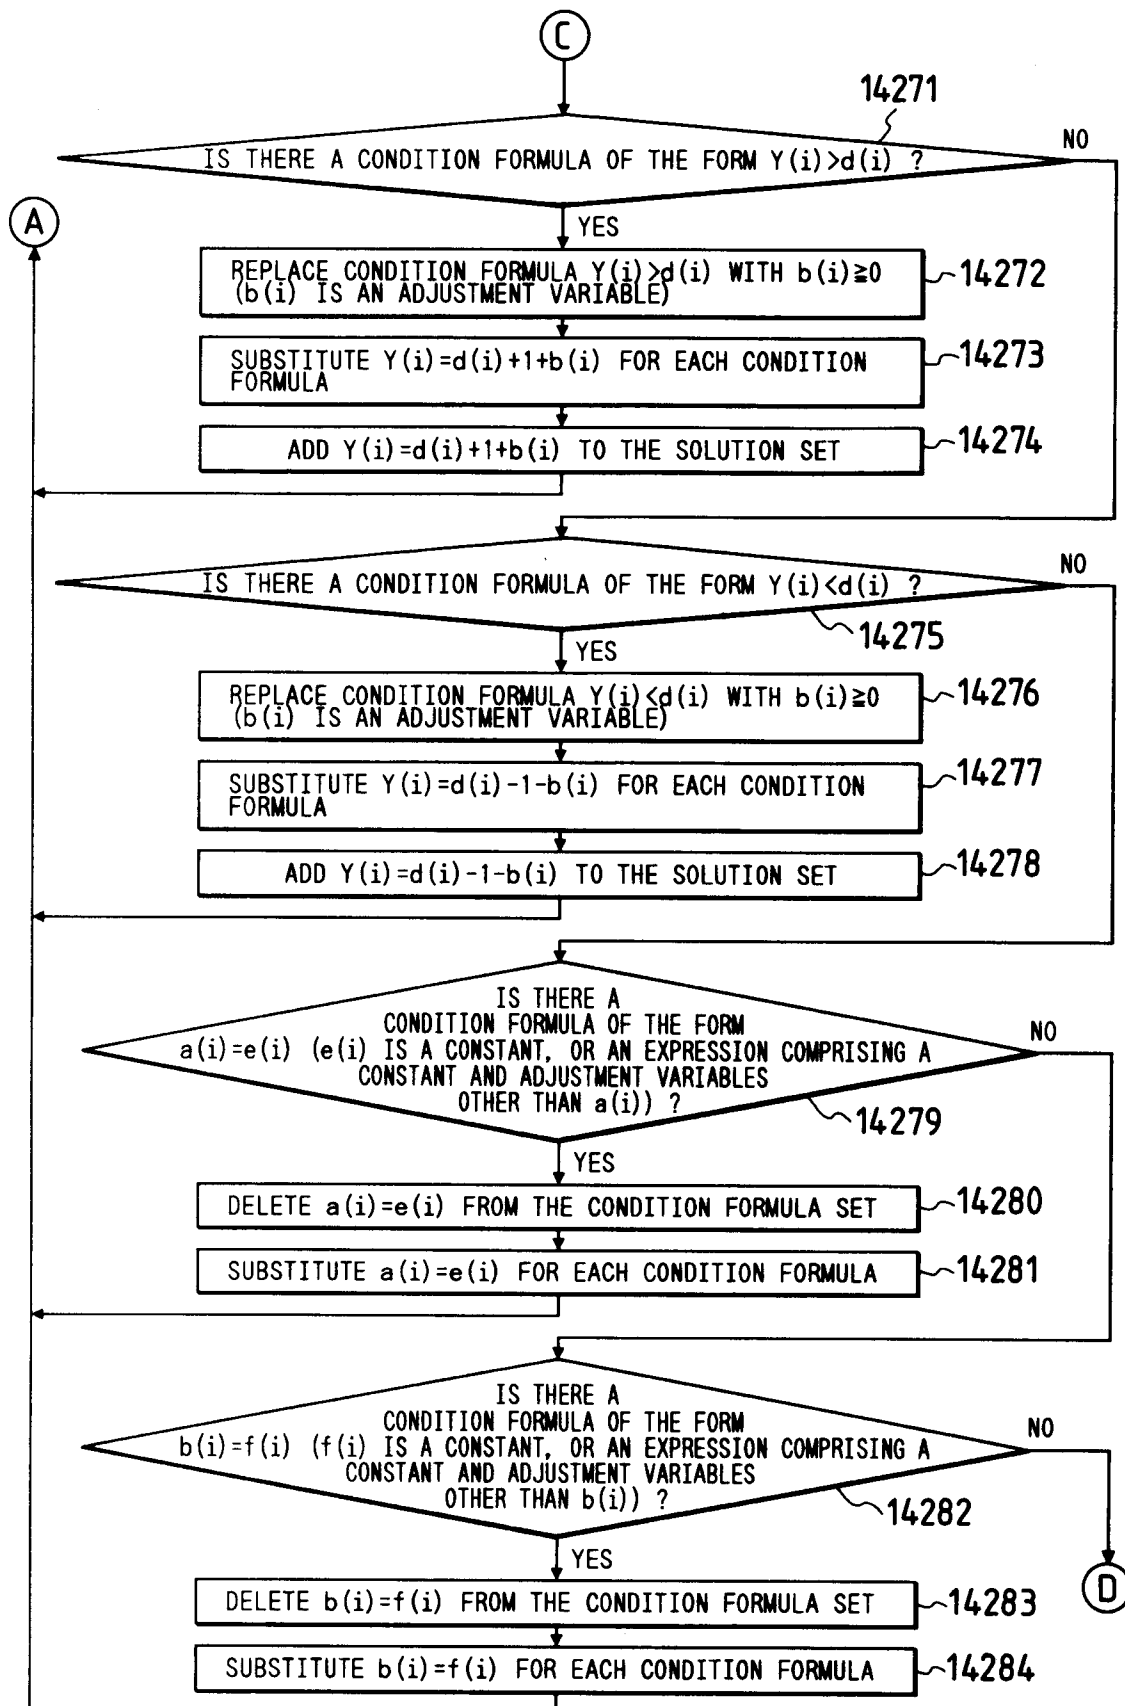 C
14271
NO
IS THERE A CONDITION FORMULA OF THE FORM Y(i)>d(i) ?
A
YES
REPLACE CONDITION FORMULA Y(i)>d(i) WITH b(i)≧0
(b(i) IS AN ADJUSTMENT VARIABLE)
14272
SUBSTITUTE Y(i)=d(i)+1+b(i) FOR EACH CONDITION
FORMULA
14273
ADD Y(i)=d(i)+1+b(i) TO THE SOLUTION SET
14274
NO
IS THERE A CONDITION FORMULA OF THE FORM Y(i)<d(i) ?
14275
YES
REPLACE CONDITION FORMULA Y(i)<d(i) WITH b(i)≧0
(b(i) IS AN ADJUSTMENT VARIABLE)
14276
SUBSTITUTE Y(i)=d(i)-1-b(i) FOR EACH CONDITION
FORMULA
14277
ADD Y(i)=d(i)-1-b(i) TO THE SOLUTION SET
14278
IS THERE A
CONDITION FORMULA OF THE FORM
a(i)=e(i) (e(i) IS A CONSTANT, OR AN EXPRESSION COMPRISING A
CONSTANT AND ADJUSTMENT VARIABLES
OTHER THAN a(i)) ?
NO
14279
YES
DELETE a(i)=e(i) FROM THE CONDITION FORMULA SET
14280
SUBSTITUTE a(i)=e(i) FOR EACH CONDITION FORMULA
14281
IS THERE A
CONDITION FORMULA OF THE FORM
b(i)=f(i) (f(i) IS A CONSTANT, OR AN EXPRESSION COMPRISING A
CONSTANT AND ADJUSTMENT VARIABLES
OTHER THAN b(i)) ?
NO
14282
YES
D
DELETE b(i)=f(i) FROM THE CONDITION FORMULA SET
14283
SUBSTITUTE b(i)=f(i) FOR EACH CONDITION FORMULA
14284